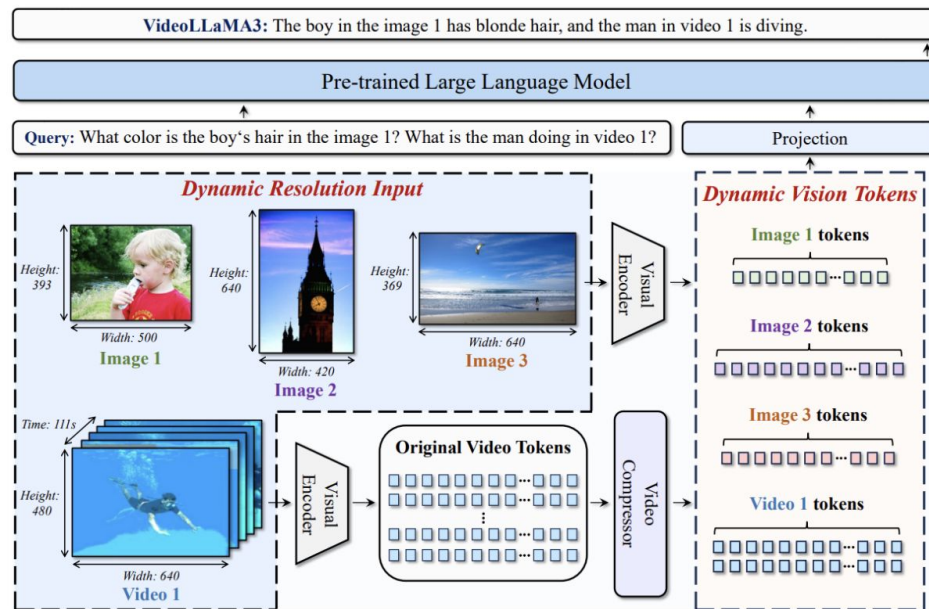 VideoLLaMA3: The boy in the image 1 has blonde hair, and the man in video 1 is diving.
Pre-trained Large Language Model
Query: What color is the boy‘s hair in the image 1? What is the man doing in video 1?
Projection
Dynamic Resolution Input
Height:
393
Width: 500
Image 1
Height:
640
Width: 420
Image 2
Height:
369
Width: 640
Image 3
Visual
Encoder
Dynamic Vision Tokens
Image 1 tokens
...
Image 2 tokens
...
Image 3 tokens
...
Video 1 tokens
...
...
Time: 111s
Height:
480
Width: 640
Video 1
Visual
Encoder
Original Video Tokens
...
...
...
...
...
Video
Compressor